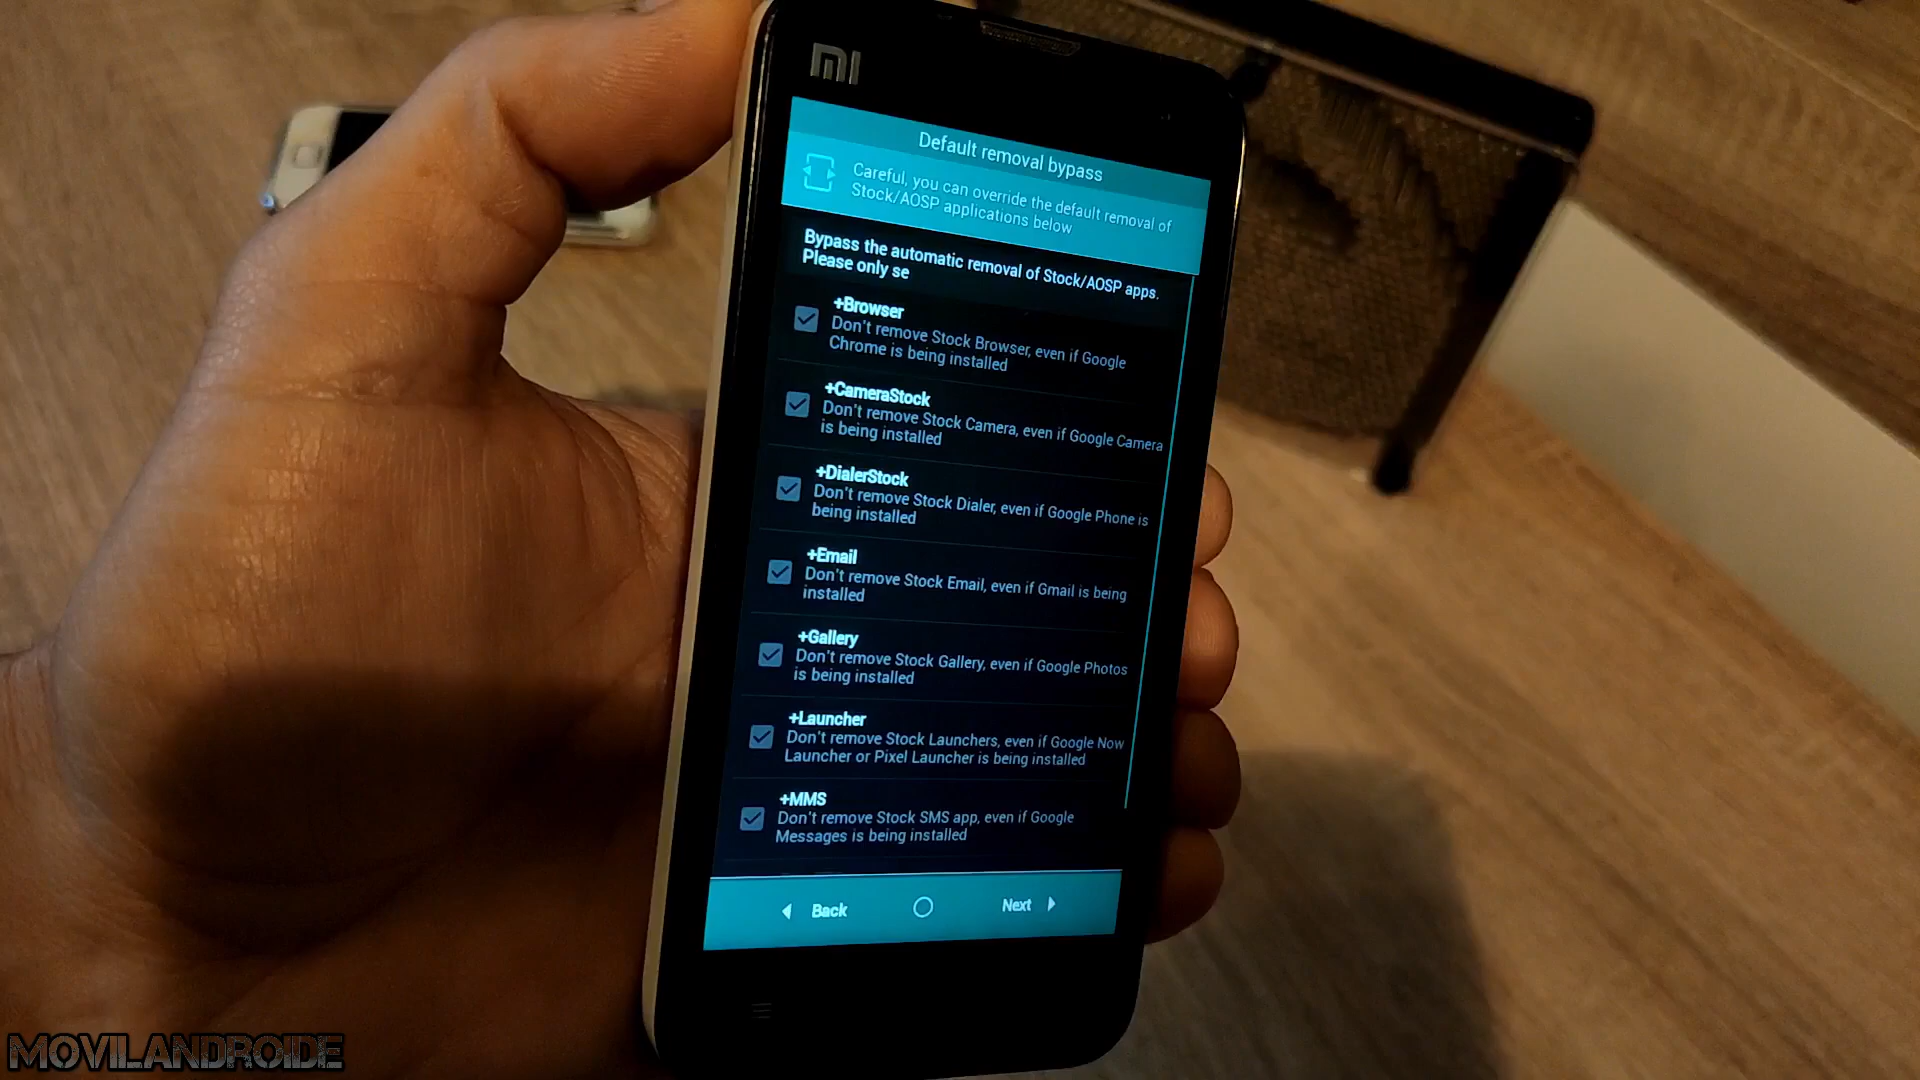 MI
Default removal bypass
Careful, you can override the default removal of
Stock/AOSP applications below
Bypass the automatic removal of Stock/AOSP apps.
Please only se
+Browser
Don't remove Stock Browser, even if Google
Chrome is being installed
+CameraStock
Don't remove Stock Camera, even if Google Camera
is being installed
+DialerStock
Don't remove Stock Dialer, even if Google Phone is
being installed
+Email
Don't remove Stock Email, even if Gmail is being
installed
+Gallery
Don't remove Stock Gallery, even if Google Photos
is being installed
+Launcher
Don't remove Stock Launchers, even if Google Now
Launcher or Pixel Launcher is being installed
+MMS
Don't remove Stock SMS app, even if Google
Messages is being installed
Back Next
MOVILANDROIDE